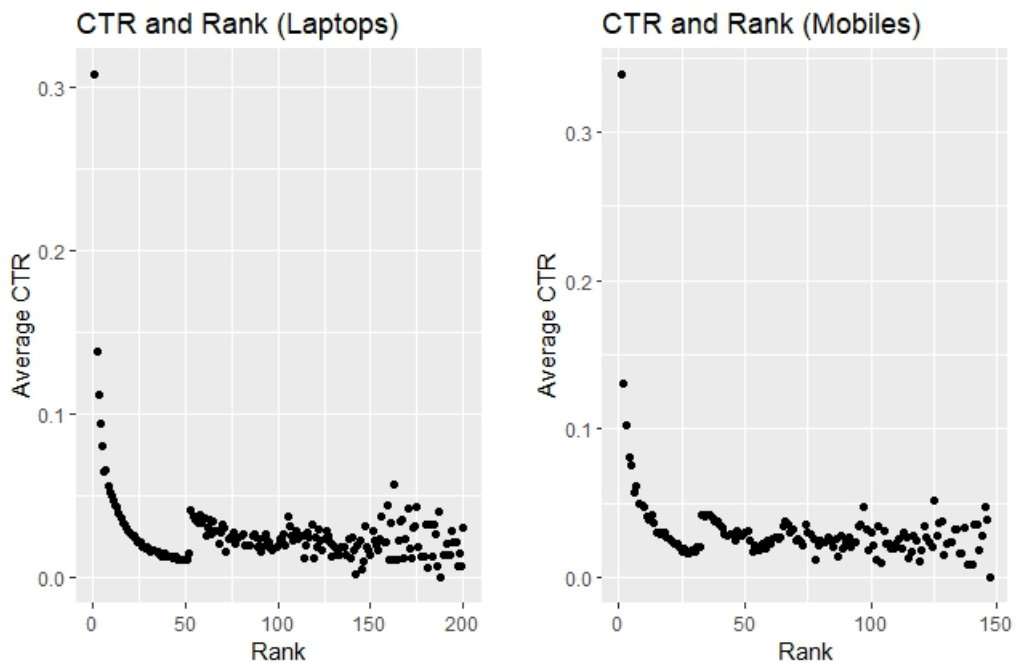 CTR and Rank (Laptops)
0.3
0.2
0.1
0.0
Average CTR
0
50
100
150
200
Rank
CTR and Rank (Mobiles)
0.3
0.2
0.1
0.0
Average CTR
0
50
100
150
Rank